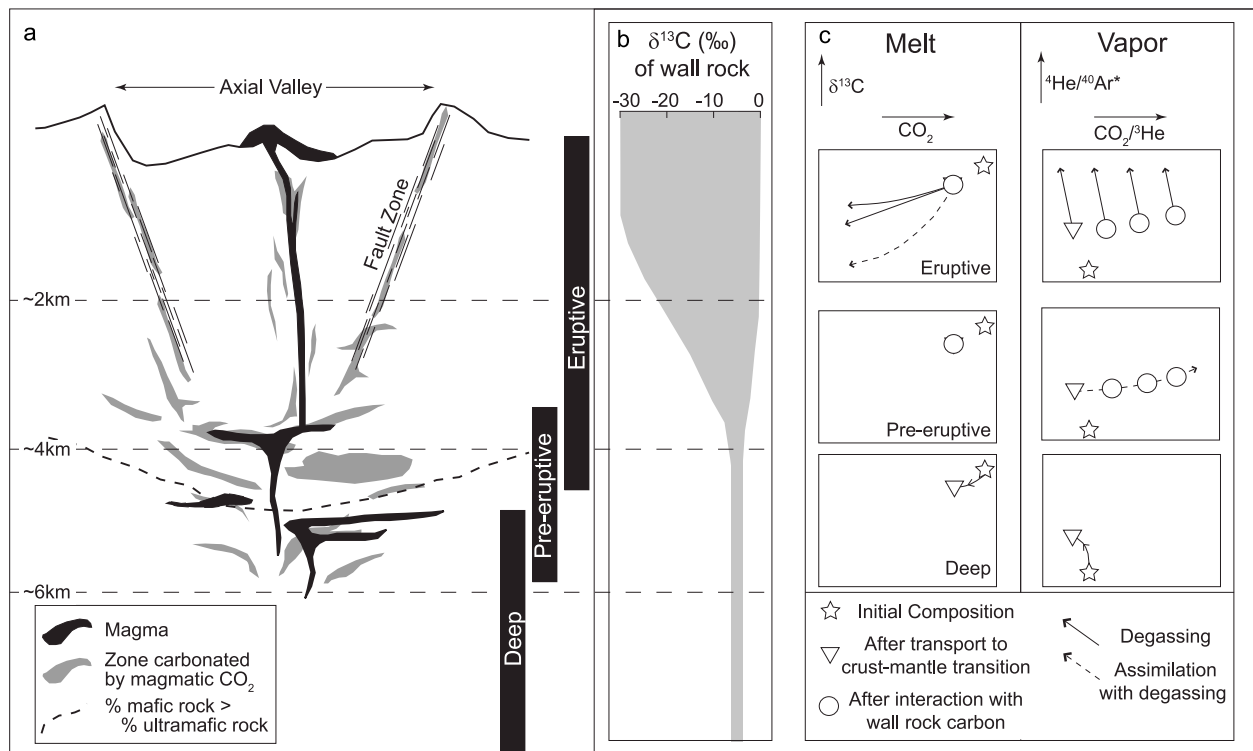 a
Axial Valley
Fault Zone
~2km
~4km
~6km
Eruptive
Pre-eruptive
Deep
Magma
Zone carbonated
by magmatic CO₂
% mafic rock >
% ultramafic rock
b
δ¹³C (‰)
of wall rock
-30 -20 -10 0
c
Melt
δ¹³C
CO₂
Eruptive
Pre-eruptive
Deep
Vapor
⁴He/⁴⁰Ar*
CO₂/³He
Initial Composition
After transport to
crust-mantle transition
After interaction with
wall rock carbon
Degassing
Assimilation
with degassing